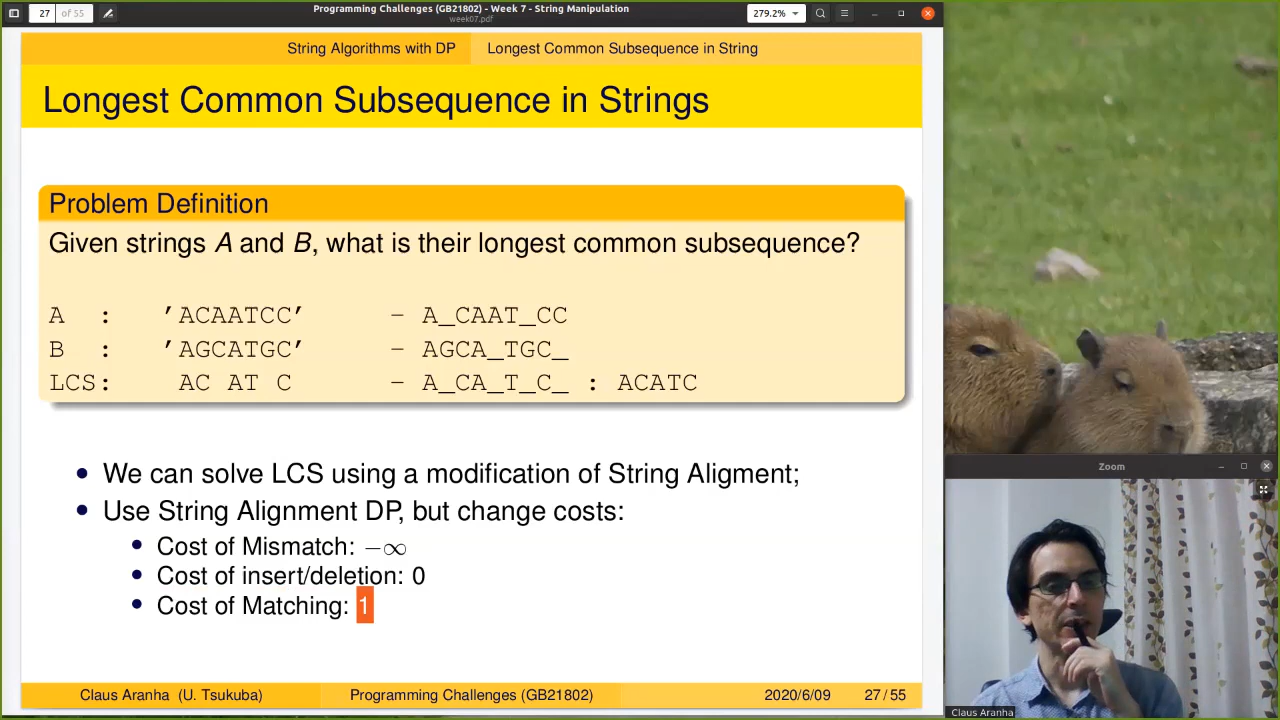 27 of 55
Programming Challenges (GB21802) - Week 7 - String Manipulation
week07.pdf
279.2%
String Algorithms with DP Longest Common Subsequence in String
Longest Common Subsequence in Strings
Problem Definition
Given strings A and B, what is their longest common subsequence?
A : 'ACAATCC' - A_CAAT_CC
B : 'AGCATGC' - AGCA_TGC_
LCS: AC AT C - A_CA_T_C_ : ACATC
We can solve LCS using a modification of String Aligment;
Use String Alignment DP, but change costs:
Cost of Mismatch: −∞
Cost of insert/deletion: 0
Cost of Matching: 1
Claus Aranha (U. Tsukuba) Programming Challenges (GB21802) 2020/6/09 27 / 55
Zoom
Claus Aranha